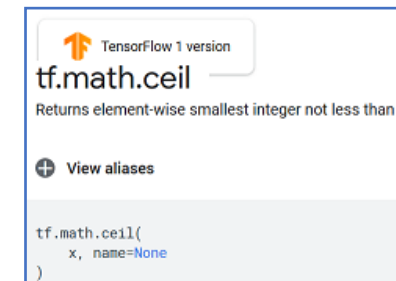 TensorFlow 1 version
tf.math.ceil
Returns element-wise smallest integer not less than
View aliases
tf.math.ceil(
    x, name=None
)